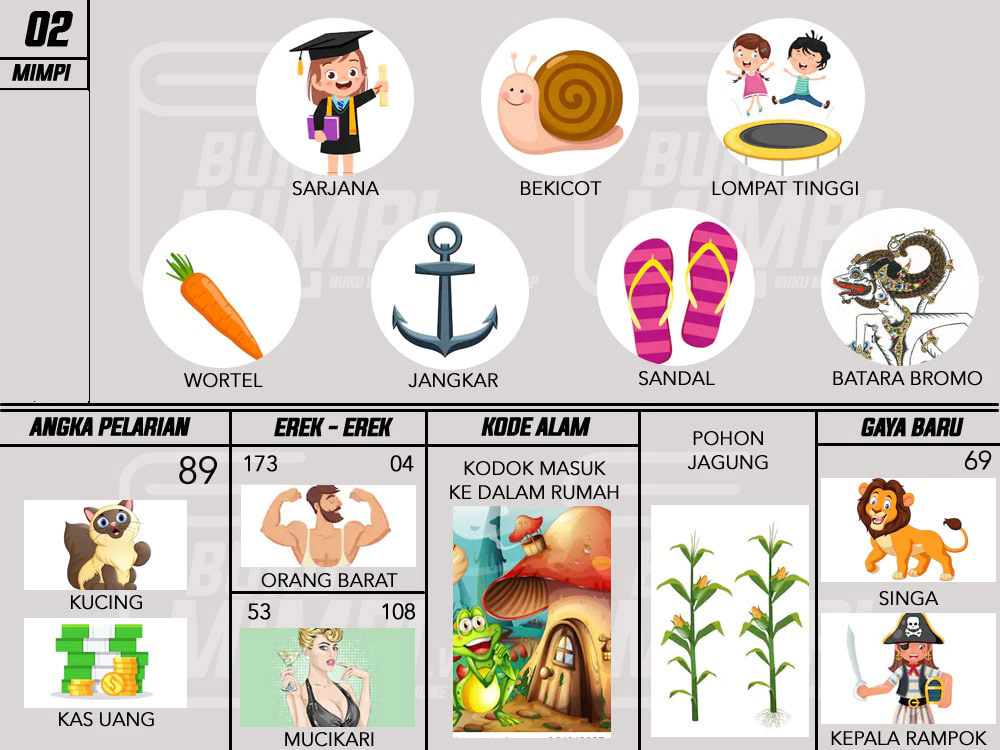 02
MIMPI
SARJANA
BEKICOT
LOMPAT TINGGI
WORTEL
JANGKAR
SANDAL
BATARA BROMO
ANGKA PELARIAN
89
KUCING
KAS UANG
EREK - EREK
173 04
ORANG BARAT
53 108
MUCIKARI
KODE ALAM
KODOK MASUK
KE DALAM RUMAH
POHON
JAGUNG
GAYA BARU
69
SINGA
KEPALA RAMPOK
BUKU
MIMPI